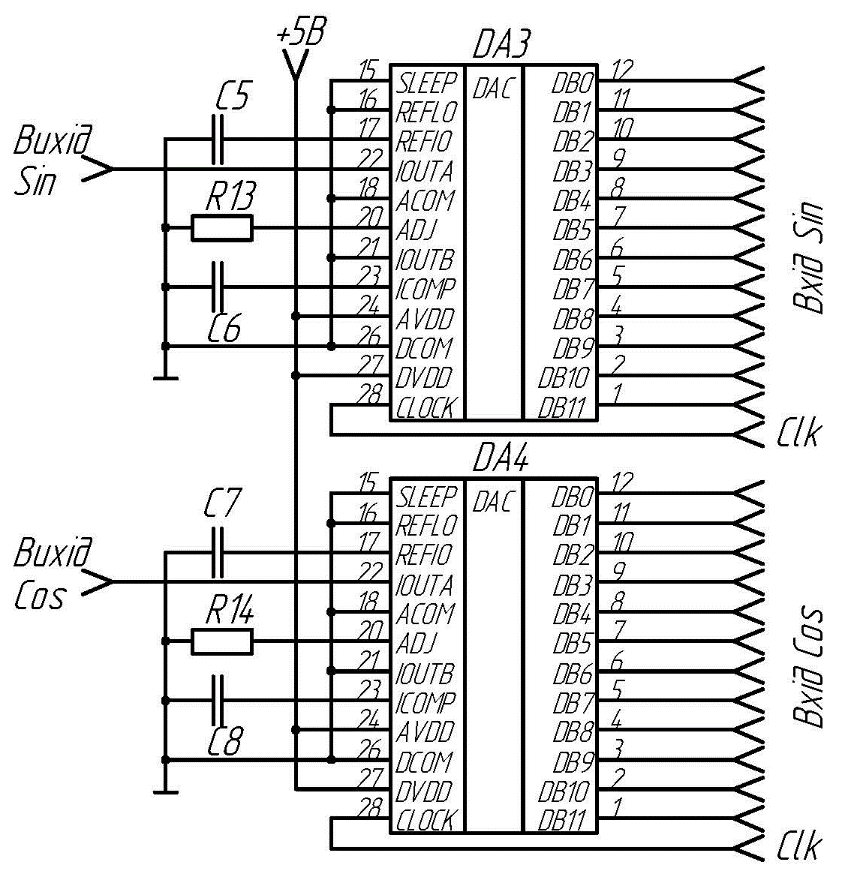 +5В
DA3
DAC
С5
Вихід
Sin
R13
С6
15 SLEEP
16 REFLO
17 REFIO
22 IOUTA
18 ACOM
20 ADJ
21 IOUTB
23 ICOMP
24 AVDD
26 DCOM
27 DVDD
28 CLOCK
DB0 12
DB1 11
DB2 10
DB3 9
DB4 8
DB5 7
DB6 6
DB7 5
DB8 4
DB9 3
DB10 2
DB11 1
Вхід Sin
Clk
DA4
DAC
С7
Вихід
Cos
R14
С8
15 SLEEP
16 REFLO
17 REFIO
22 IOUTA
18 ACOM
20 ADJ
21 IOUTB
23 ICOMP
24 AVDD
26 DCOM
27 DVDD
28 CLOCK
DB0 12
DB1 11
DB2 10
DB3 9
DB4 8
DB5 7
DB6 6
DB7 5
DB8 4
DB9 3
DB10 2
DB11 1
Вхід Cos
Clk